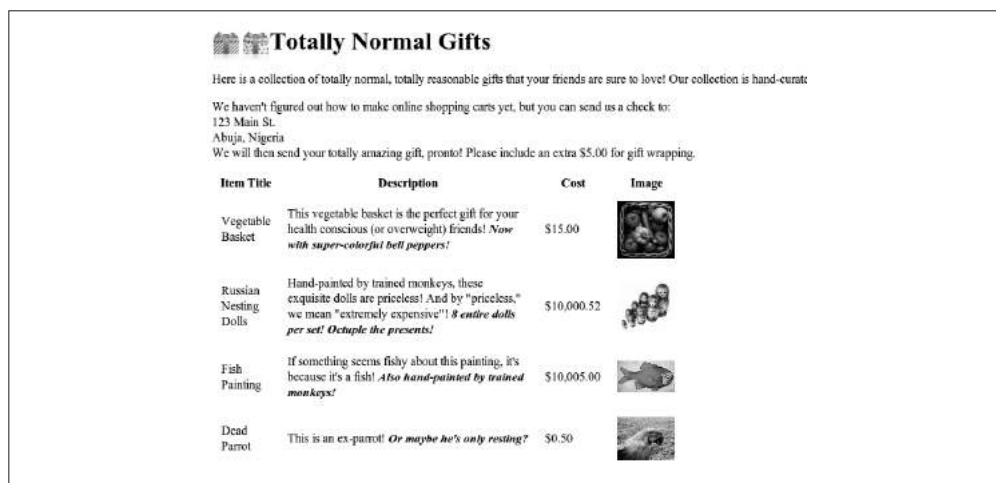 Totally Normal Gifts
Here is a collection of totally normal, totally reasonable gifts that your friends are sure to love! Our collection is hand-curate
We haven't figured out how to make online shopping carts yet, but you can send us a check to:
123 Main St.
Abuja, Nigeria
We will then send your totally amazing gift, pronto! Please include an extra $5.00 for gift wrapping.
Item Title Description Cost Image
Vegetable
Basket
This vegetable basket is the perfect gift for your
health conscious (or overweight) friends! Now
with super-colorful bell peppers!
$15.00
Russian
Nesting
Dolls
Hand-painted by trained monkeys, these
exquisite dolls are priceless! And by "priceless,"
we mean "extremely expensive"! 8 entire dolls
per set! Octuple the presents!
$10,000.52
Fish
Painting
If something seems fishy about this painting, it's
because it's a fish! Also hand-painted by trained
monkeys!
$10,005.00
Dead
Parrot
This is an ex-parrot! Or maybe he's only resting?
$0.50